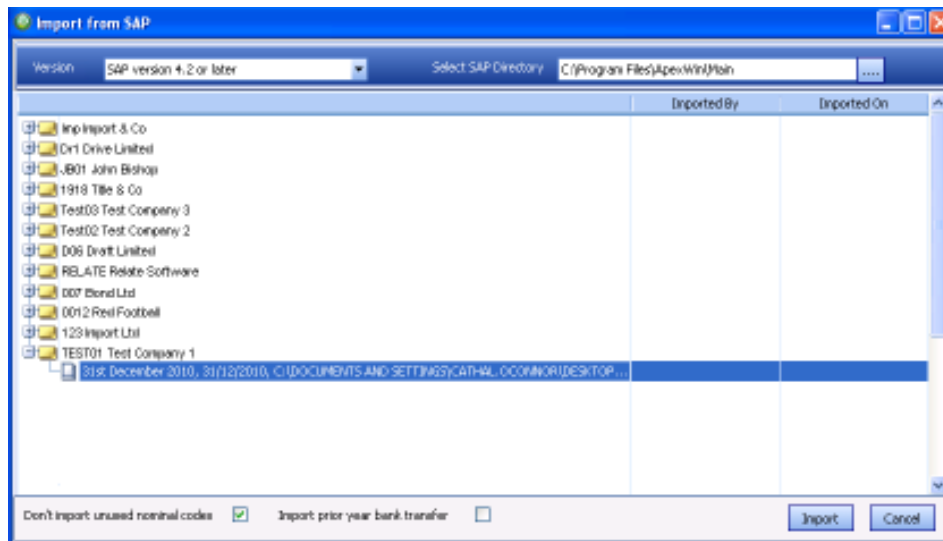 Import from SAP
Version SAP version 4.2 or later Select SAP Directory C:\Program Files\ApexWin\Main ....
Imported By Imported On
Imp Import & Co
Dr1 Drive Limited
JB01 John Bishop
1918 Title & Co
Test03 Test Company 3
Test02 Test Company 2
D06 Draft Limited
RELATE Relate Software
007 Bond Ltd
0012 Red Football
123 Import Ltd
TEST01 Test Company 1
31st December 2010, 31/12/2010, C:\DOCUMENTS AND SETTINGS\CATHAL.OCONNOR\DESKTOP...
Don't import unused nominal codes Import prior year bank transfer Import Cancel